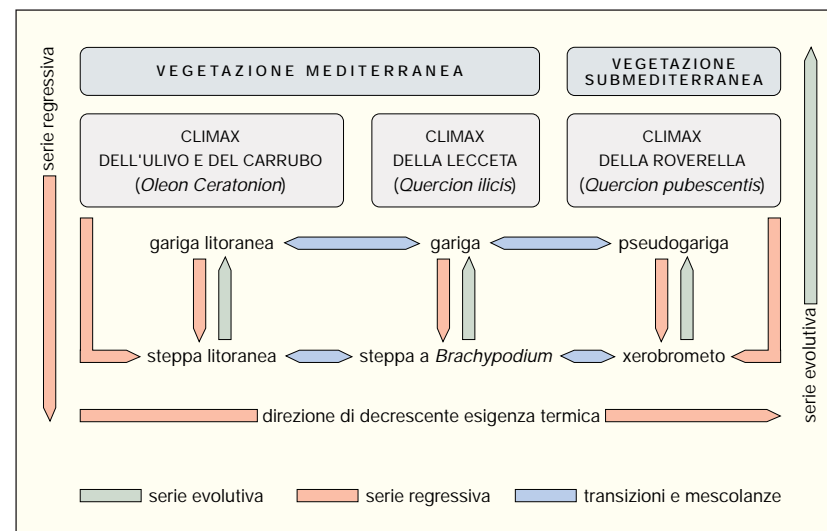 serie regressiva
VEGETAZIONE MEDITERRANEA
VEGETAZIONE
SUBMEDITERRANEA
CLIMAX
DELL'ULIVO E DEL CARRUBO
(Oleon Ceratonion)
CLIMAX
DELLA LECCETA
(Quercion ilicis)
CLIMAX
DELLA ROVERELLA
(Quercion pubescentis)
gariga litoranea
gariga
pseudogariga
steppa litoranea
steppa a Brachypodium
xerobrometo
serie evolutiva
direzione di decrescente esigenza termica
serie evolutiva
serie regressiva
transizioni e mescolanze